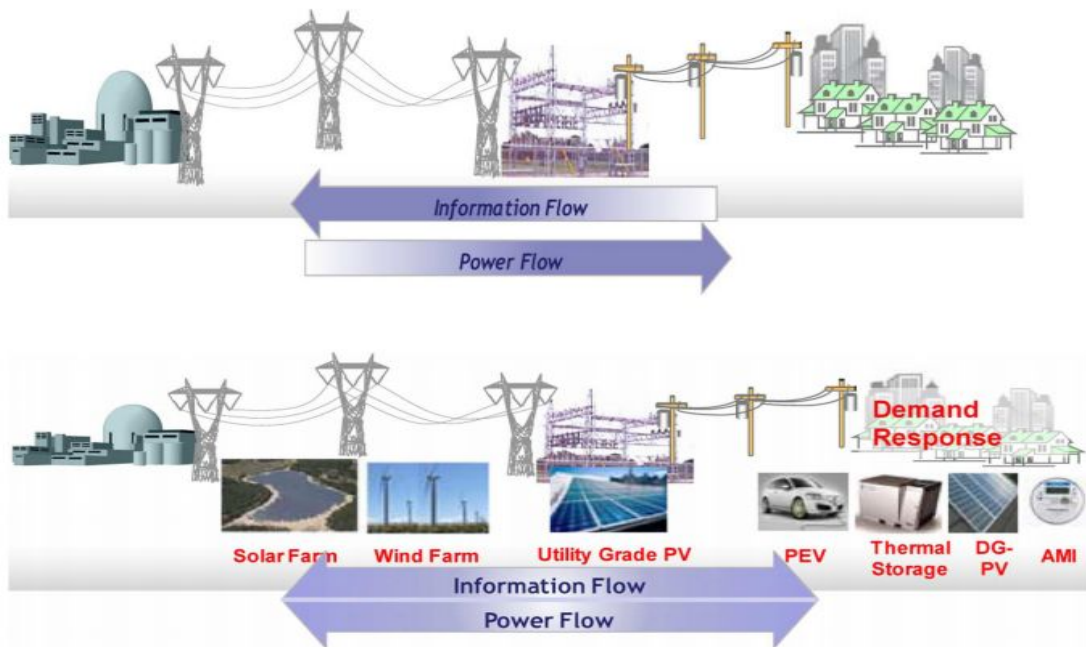 Information Flow
Power Flow
Demand
Response
Solar Farm
Wind Farm
Utility Grade PV
PEV
Thermal
Storage
DG-
PV
AMI
Information Flow
Power Flow